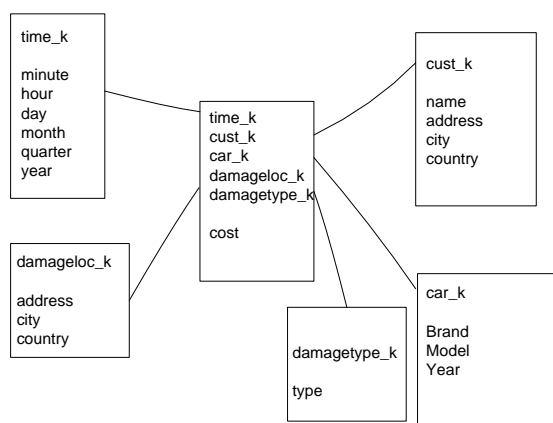 time_k
minute
hour
day
month
quarter
year
cust_k
name
address
city
country
time_k
cust_k
car_k
damageloc_k
damagetype_k
cost
damageloc_k
address
city
country
damagetype_k
type
car_k
Brand
Model
Year